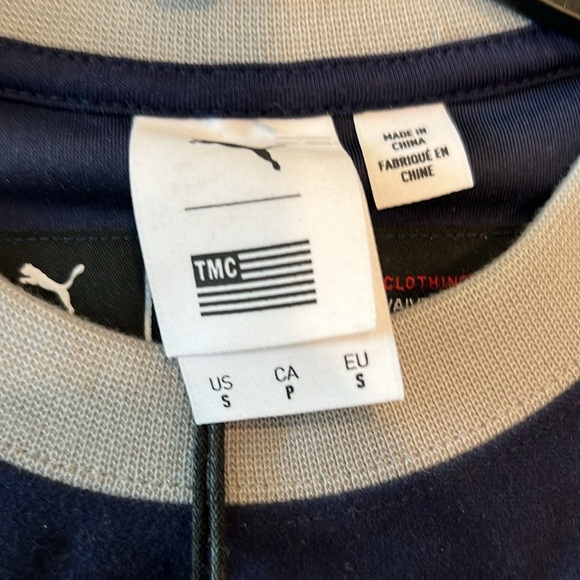 MADE IN
CHINA
FABRIQUÉ EN
CHINE
TMC
CLOTHING
US CA EU
S P S